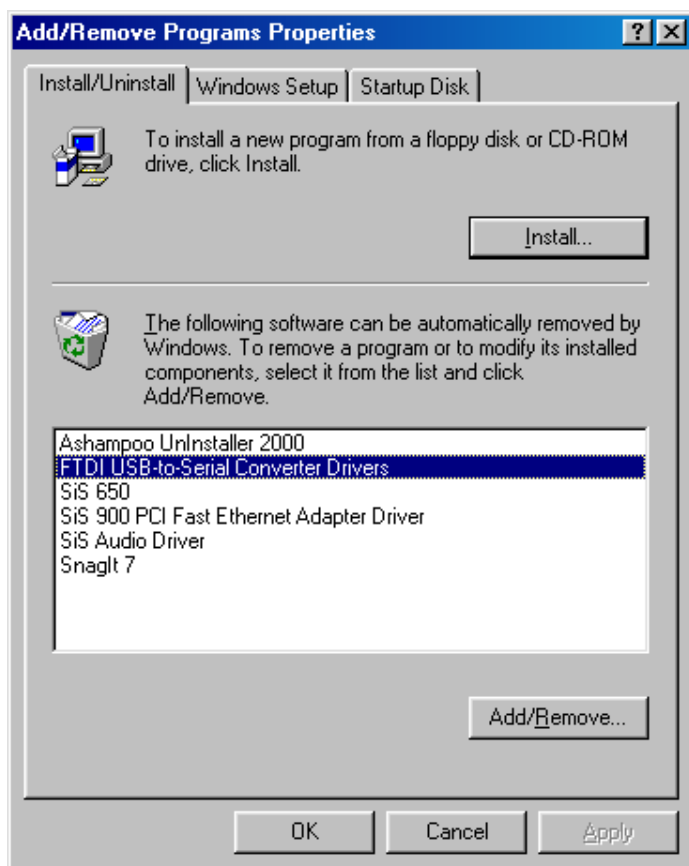 Add/Remove Programs Properties
Install/Uninstall Windows Setup Startup Disk
To install a new program from a floppy disk or CD-ROM
drive, click Install.
Install...
The following software can be automatically removed by
Windows. To remove a program or to modify its installed
components, select it from the list and click
Add/Remove.
Ashampoo UnInstaller 2000
FTDI USB-to-Serial Converter Drivers
SiS 650
SiS 900 PCI Fast Ethernet Adapter Driver
SiS Audio Driver
SnagIt 7
Add/Remove...
OK Cancel Apply